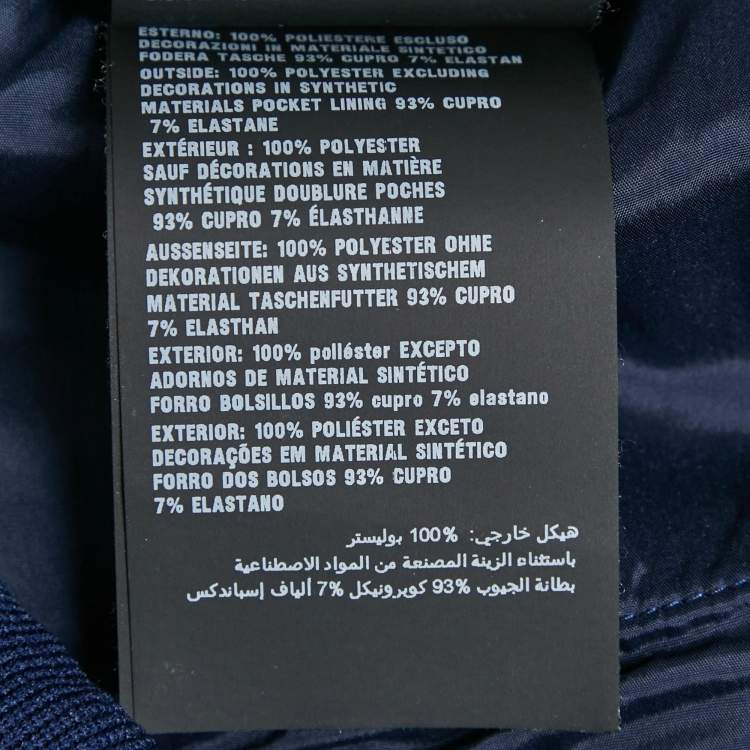 ESTERNO: 100% POLIESTERE ESCLUSO
DECORAZIONI IN MATERIALE SINTETICO
FODERA TASCHE 93% CUPRO 7% ELASTAN
OUTSIDE: 100% POLYESTER EXCLUDING
DECORATIONS IN SYNTHETIC
MATERIALS POCKET LINING 93% CUPRO
7% ELASTANE
EXTÉRIEUR : 100% POLYESTER
SAUF DÉCORATIONS EN MATIÈRE
SYNTHÉTIQUE DOUBLURE POCHES
93% CUPRO 7% ÉLASTHANNE
AUSSENSEITE: 100% POLYESTER OHNE
DEKORATIONEN AUS SYNTHETISCHEM
MATERIAL TASCHENFUTTER 93% CUPRO
7% ELASTHAN
EXTERIOR: 100% poliéster EXCEPTO
ADORNOS DE MATERIAL SINTÉTICO
FORRO BOLSILLOS 93% cupro 7% elastano
EXTERIOR: 100% POLIÉSTER EXCETO
DECORAÇÕES EM MATERIAL SINTÉTICO
FORRO DOS BOLSOS 93% CUPRO
7% ELASTANO
هيكل خارجي: 100% بوليستر
باستثناء الزينة المصنعة من المواد الاصطناعية
بطانة الجيوب 93% كوبرونيكل 7% ألياف إسباندكس